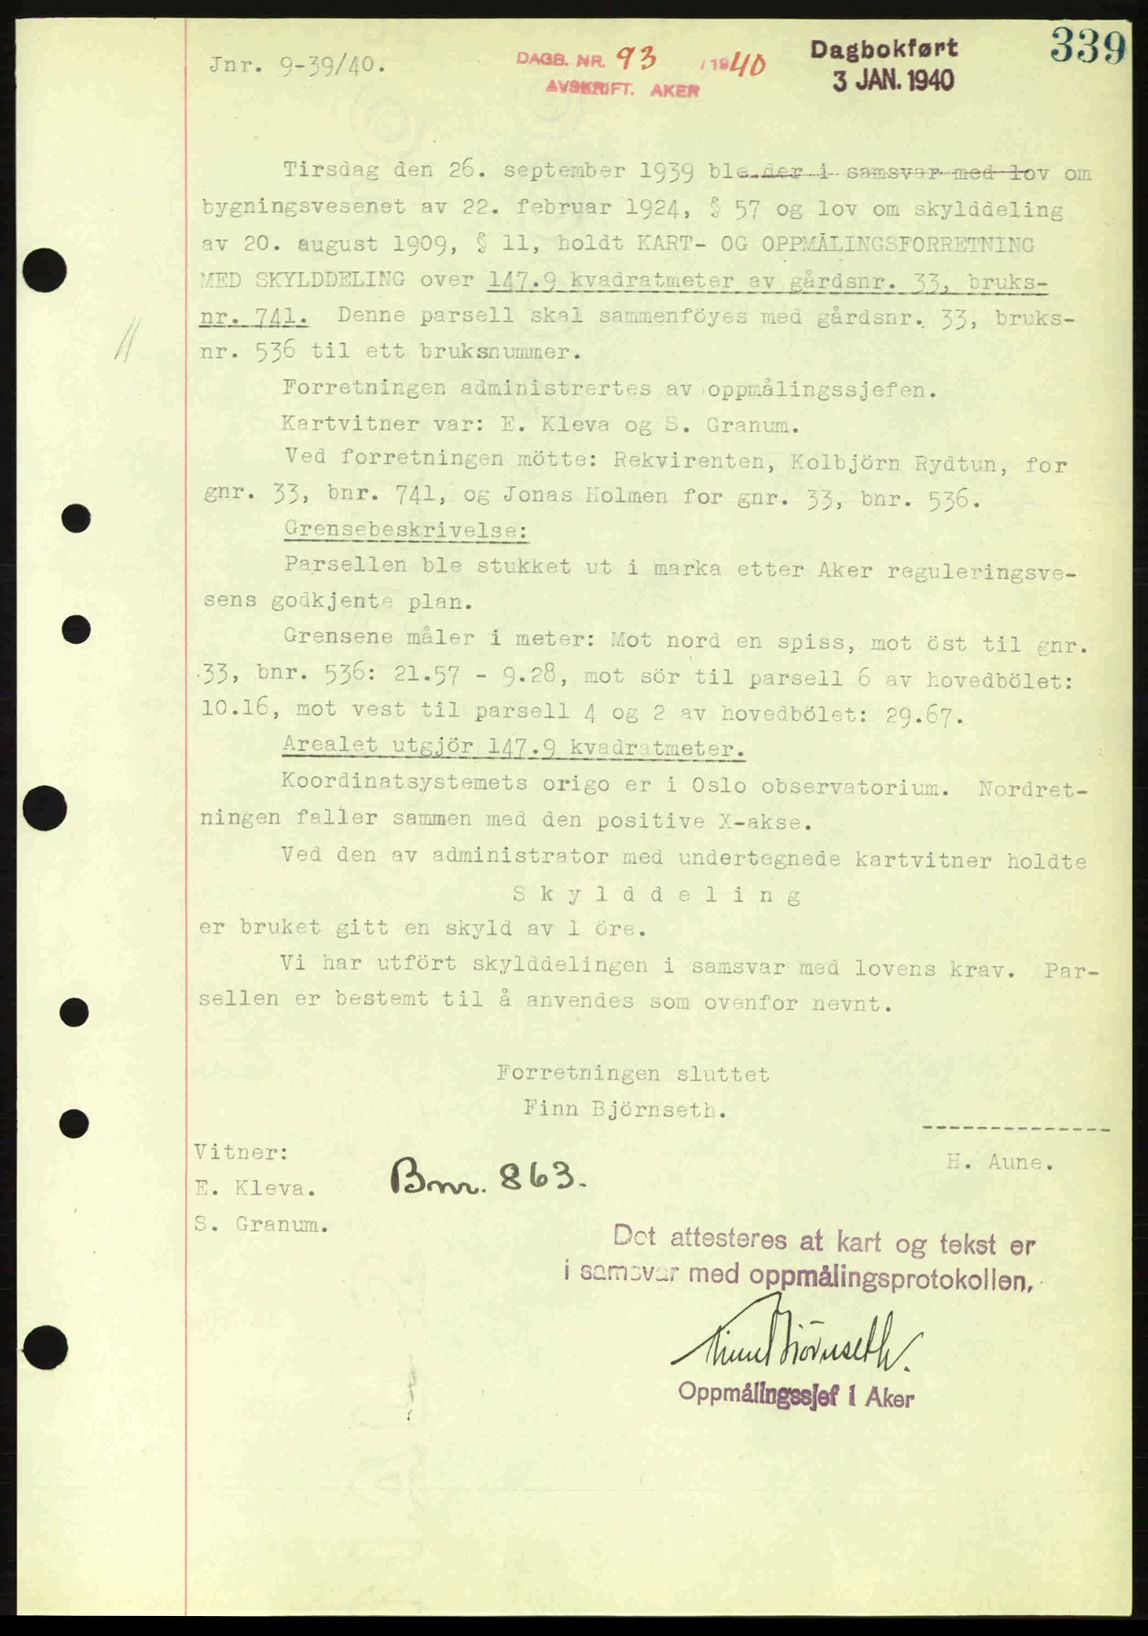 339
Jnr. 9-39/40.
DAGB. NR. 93 /1940
AVSKRIFT. AKER
Dagbokført
3 JAN. 1940
Tirsdag den 26. september 1939 ble der i samsvar med lov om
bygningsvesenet av 22. februar 1924, § 57 og lov om skylddeling
av 20. august 1909, § 11, holdt KART- OG OPPMÅLINGSFORRETNING
MED SKYLDDELING over 147.9 kvadratmeter av gårdsnr. 33, bruks-
nr. 741. Denne parsell skal sammenföyes med gårdsnr. 33, bruks-
nr. 536 til ett bruksnummer.
Forretningen administrertes av oppmålingssjefen.
Kartvitner var: E. Kleva og S. Granum.
Ved forretningen mötte: Rekvirenten, Kolbjörn Rydtun, for
gnr. 33, bnr. 741, og Jonas Holmen for gnr. 33, bnr. 536.
Grensebeskrivelse:
Parsellen ble stukket ut i marka etter Aker reguleringsve-
sens godkjente plan.
Grensene måler i meter: Mot nord en spiss, mot öst til gnr.
33, bnr. 536: 21.57 - 9.28, mot sör til parsell 6 av hovedbölet:
10.16, mot vest til parsell 4 og 2 av hovedbölet: 29.67.
Arealet utgjör 147.9 kvadratmeter.
Koordinatsystemets origo er i Oslo observatorium. Nordret-
ningen faller sammen med den positive X-akse.
Ved den av administrator med undertegnede kartvitner holdte
S k y l d d e l i n g
er bruket gitt en skyld av 1 öre.
Vi har utfört skylddelingen i samsvar med lovens krav. Par-
sellen er bestemt til å anvendes som ovenfor nevnt.
Forretningen sluttet
Finn Björnseth.
--------------
Vitner:
H. Aune.
E. Kleva.
Bnr. 863.
S. Granum.
Det attesteres at kart og tekst er
i samsvar med oppmålingsprotokollen,
Finn Björnseth.
Oppmålingssjef i Aker